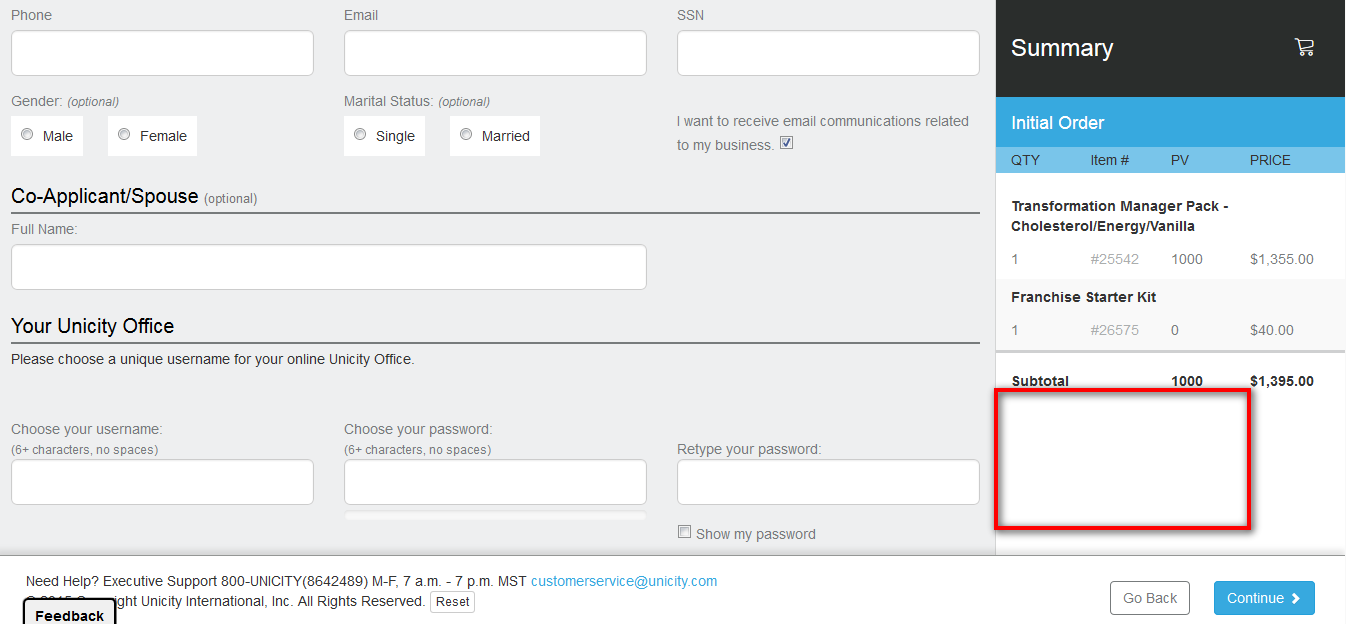 Phone Email SSN
Gender: (optional) Marital Status: (optional)
Male Female Single Married
I want to receive email communications related
to my business.
Co-Applicant/Spouse (optional)
Full Name:
Your Unicity Office
Please choose a unique username for your online Unicity Office.
Choose your username: Choose your password:
(6+ characters, no spaces) (6+ characters, no spaces) Retype your password:
Show my password
Summary
Initial Order
QTY Item # PV PRICE
Transformation Manager Pack -
Cholesterol/Energy/Vanilla
1 #25542 1000 $1,355.00
Franchise Starter Kit
1 #26575 0 $40.00
Subtotal 1000 $1,395.00
Need Help? Executive Support 800-UNICITY(8642489) M-F, 7 a.m. - 7 p.m. MST customerservice@unicity.com
Unicity International, Inc. All Rights Reserved. Reset
Feedback
Go Back Continue